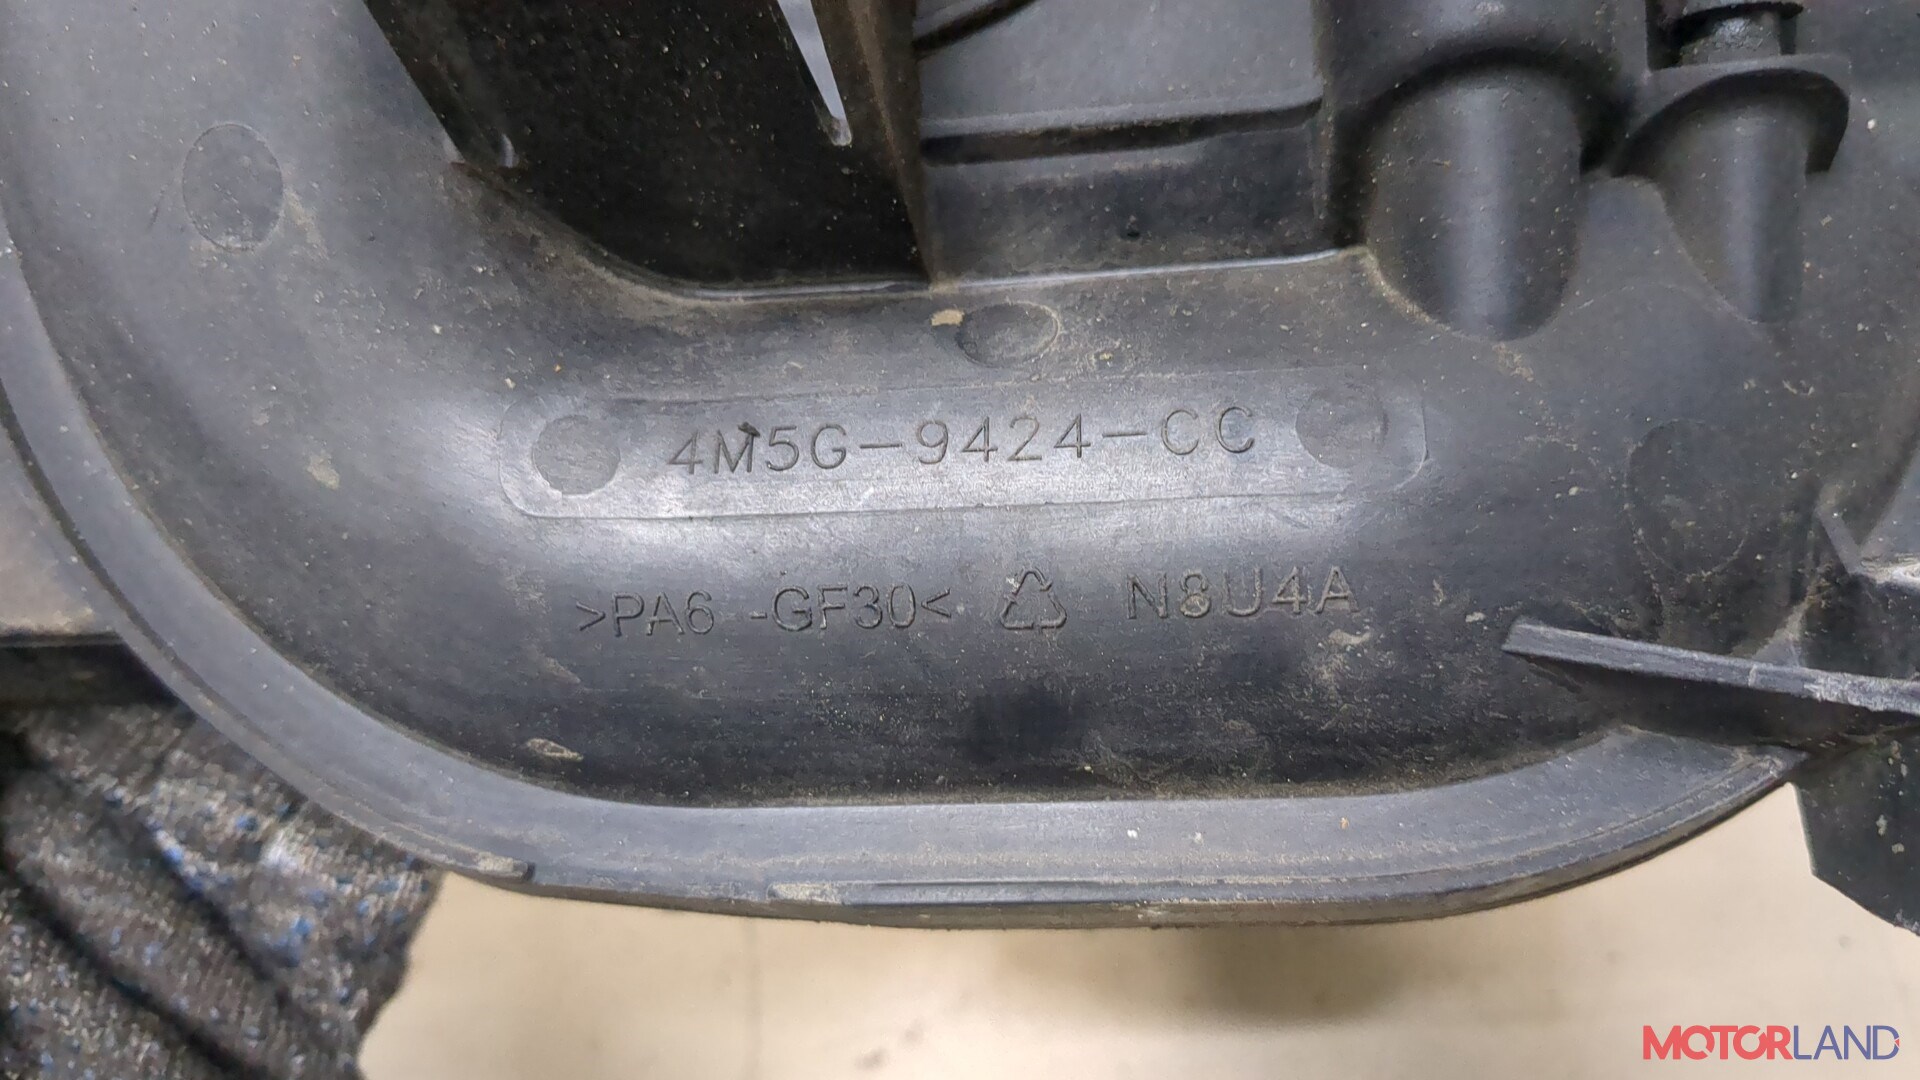 4M5G-9424-CC
>PA6 -GF30< N8U4A
MOTORLAND